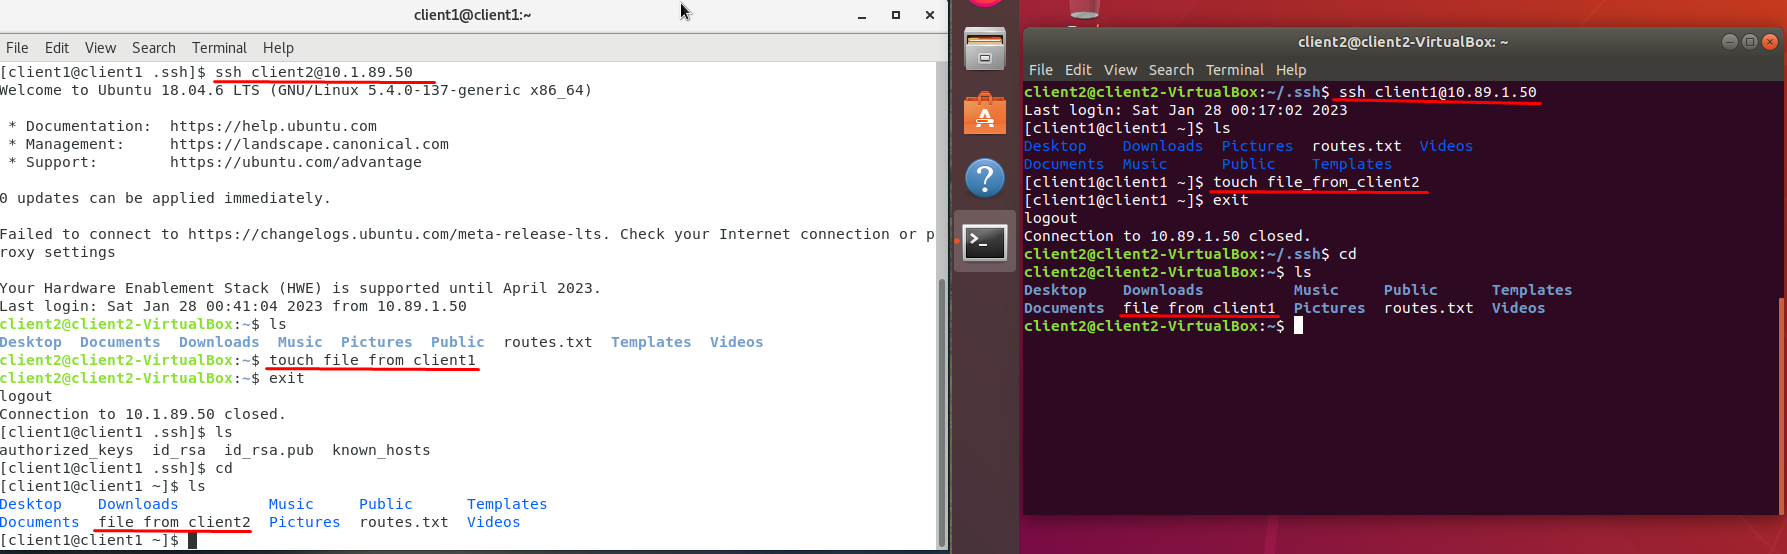 client1@client1:~
File Edit View Search Terminal Help
[client1@client1 .ssh]$ ssh client2@10.1.89.50
Welcome to Ubuntu 18.04.6 LTS (GNU/Linux 5.4.0-137-generic x86_64)
* Documentation: https://help.ubuntu.com
* Management: https://landscape.canonical.com
* Support: https://ubuntu.com/advantage
0 updates can be applied immediately.
Failed to connect to https://changelogs.ubuntu.com/meta-release-lts. Check your Internet connection or p
roxy settings
Your Hardware Enablement Stack (HWE) is supported until April 2023.
Last login: Sat Jan 28 00:41:04 2023 from 10.89.1.50
client2@client2-VirtualBox:~$ ls
Desktop Documents Downloads Music Pictures Public routes.txt Templates Videos
client2@client2-VirtualBox:~$ touch file_from_client1
client2@client2-VirtualBox:~$ exit
logout
Connection to 10.1.89.50 closed.
[client1@client1 .ssh]$ ls
authorized_keys id_rsa id_rsa.pub known_hosts
[client1@client1 .ssh]$ cd
[client1@client1 ~]$ ls
Desktop Downloads Music Public Templates
Documents file_from_client2 Pictures routes.txt Videos
[client1@client1 ~]$
client2@client2-VirtualBox: ~
File Edit View Search Terminal Help
client2@client2-VirtualBox:~/.ssh$ ssh client1@10.89.1.50
Last login: Sat Jan 28 00:17:02 2023
[client1@client1 ~]$ ls
Desktop Downloads Pictures routes.txt Videos
Documents Music Public Templates
[client1@client1 ~]$ touch file_from_client2
[client1@client1 ~]$ exit
logout
Connection to 10.89.1.50 closed.
client2@client2-VirtualBox:~/.ssh$ cd
client2@client2-VirtualBox:~$ ls
Desktop Downloads Music Public Templates
Documents file_from_client1 Pictures routes.txt Videos
client2@client2-VirtualBox:~$